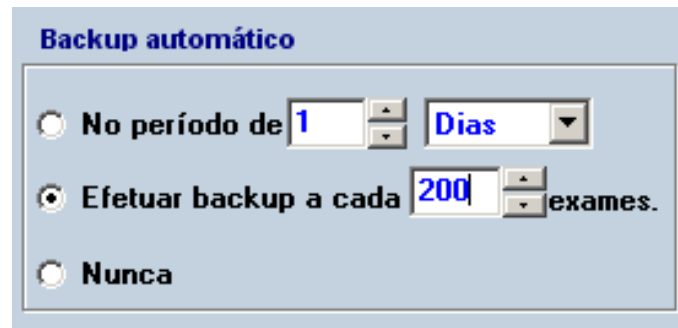 Backup automático
No período de 1 Dias
Efetuar backup a cada 200 exames.
Nunca